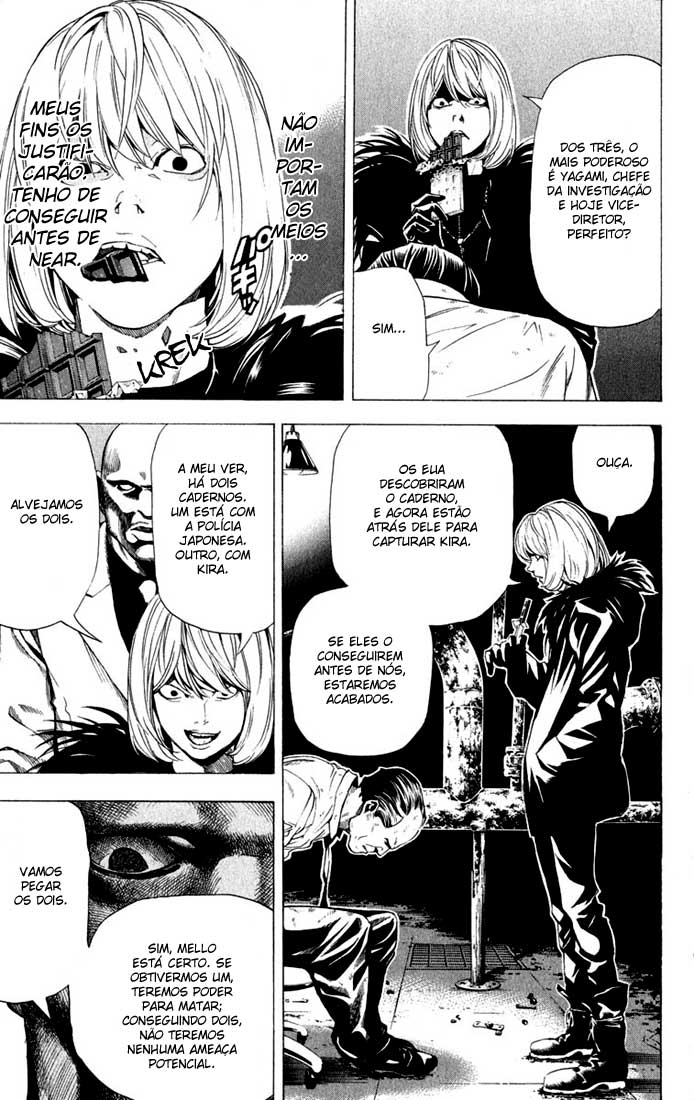 DOS TRÊS, O
MAIS PODEROSO
É YAGAMI, CHEFE
DA INVESTIGAÇÃO
E HOJE VICE-
DIRETOR,
PERFEITO?
SIM...
NÃO
IM-
POR-
TAM
OS
MEIOS
...
MEUS
FINS OS
JUSTIFI-
CARÃO.
TENHO DE
CONSEGUIR
ANTES DE
NEAR.
パキッ
KREK
OUÇA.
OS EUA
DESCOBRIRAM
O CADERNO,
E AGORA ESTÃO
ATRÁS DELE PARA
CAPTURAR KIRA.
SE ELES O
CONSEGUIREM
ANTES DE NÓS,
ESTAREMOS
ACABADOS.
A MEU VER,
HÁ DOIS
CADERNOS.
UM ESTÁ COM
A POLÍCIA
JAPONESA.
OUTRO, COM
KIRA.
ALVEJAMOS
OS DOIS.
VAMOS
PEGAR
OS DOIS.
SIM, MELLO
ESTÁ CERTO. SE
OBTIVERMOS UM,
TEREMOS PODER
PARA MATAR;
CONSEGUINDO DOIS,
NÃO TEREMOS
NENHUMA AMEAÇA
POTENCIAL.